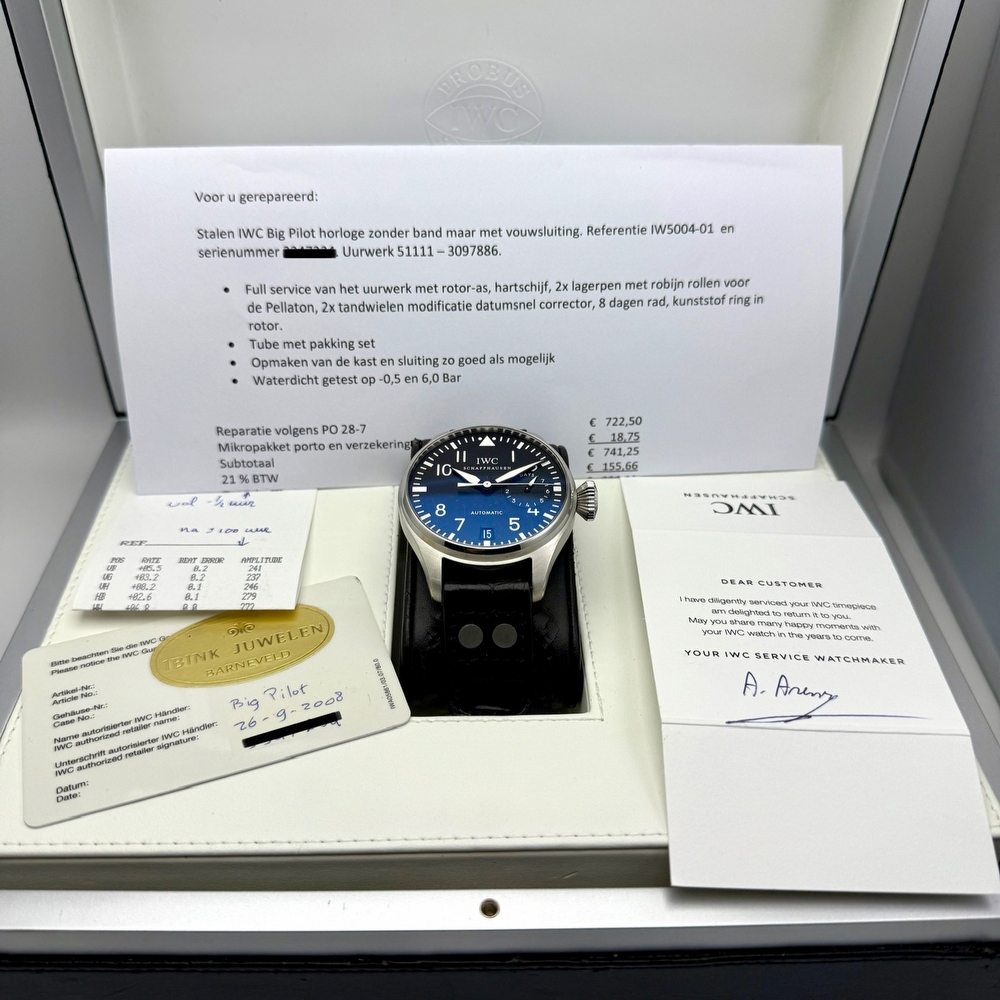 PROBUS
IWC
Voor u gerepareerd:
Stalen IWC Big Pilot horloge zonder band maar met vouwsluiting. Referentie IW5004-01 en
serienummer Uurwerk 51111 – 3097886.
• Full service van het uurwerk met rotor-as, hartschijf, 2x lagerpen met robijn rollen voor
de Pellaton, 2x tandwielen modificatie datumsnel corrector, 8 dagen rad, kunststof ring in
rotor.
• Tube met pakking set
• Opmaken van de kast en sluiting zo goed als mogelijk
• Waterdicht getest op -0,5 en 6,0 Bar
Reparatie volgens PO 28-7 € 722,50
Mikropakket porto en verzekering € 18,75
Subtotaal € 741,25
21 % BTW € 155,66
IWC
SCHAFFHAUSEN
AUTOMATIC
10
8
7
5
4
15
na 3 100 uur
REF
POS RATE BEAT ERROR AMPLITUDE
+05.5 0.2 241
+03.2 0.2 237
+00.2 0.1 246
+02.6 0.1 279
Bitte beachten Sie die IWC
Please notice the IWC
IBINK JUWELEN
BARNEVELD
Artikel-Nr.:
Article No.:
Gehäuse-Nr.:
Case No.:
Name autorisierter IWC Händler:
IWC authorized retailer name:
Unterschrift autorisierter IWC Händler:
IWC authorized retailer signature:
Datum:
Date:
Big Pilot
26-9-2008
IWC
SCHAFFHAUSEN
DEAR CUSTOMER
I have diligently serviced your IWC timepiece
am delighted to return it to you.
May you share many happy moments with
your IWC watch in the years to come.
YOUR IWC SERVICE WATCHMAKER